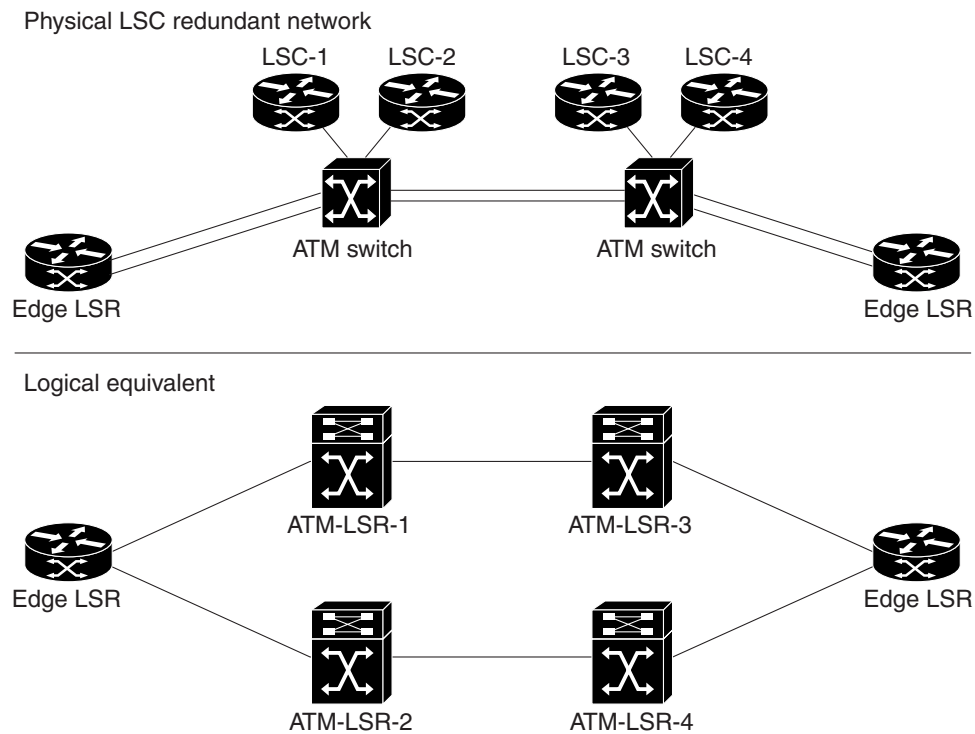 Physical LSC redundant network
LSC-1
LSC-2
LSC-3
LSC-4
ATM switch
ATM switch
Edge LSR
Edge LSR
Logical equivalent
ATM-LSR-1
ATM-LSR-3
Edge LSR
Edge LSR
ATM-LSR-2
ATM-LSR-4